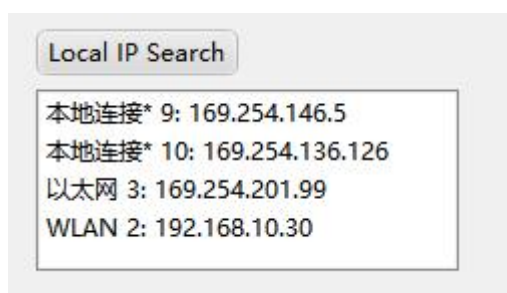 Local IP Search
本地连接* 9: 169.254.146.5
本地连接* 10: 169.254.136.126
以太网 3: 169.254.201.99
WLAN 2: 192.168.10.30